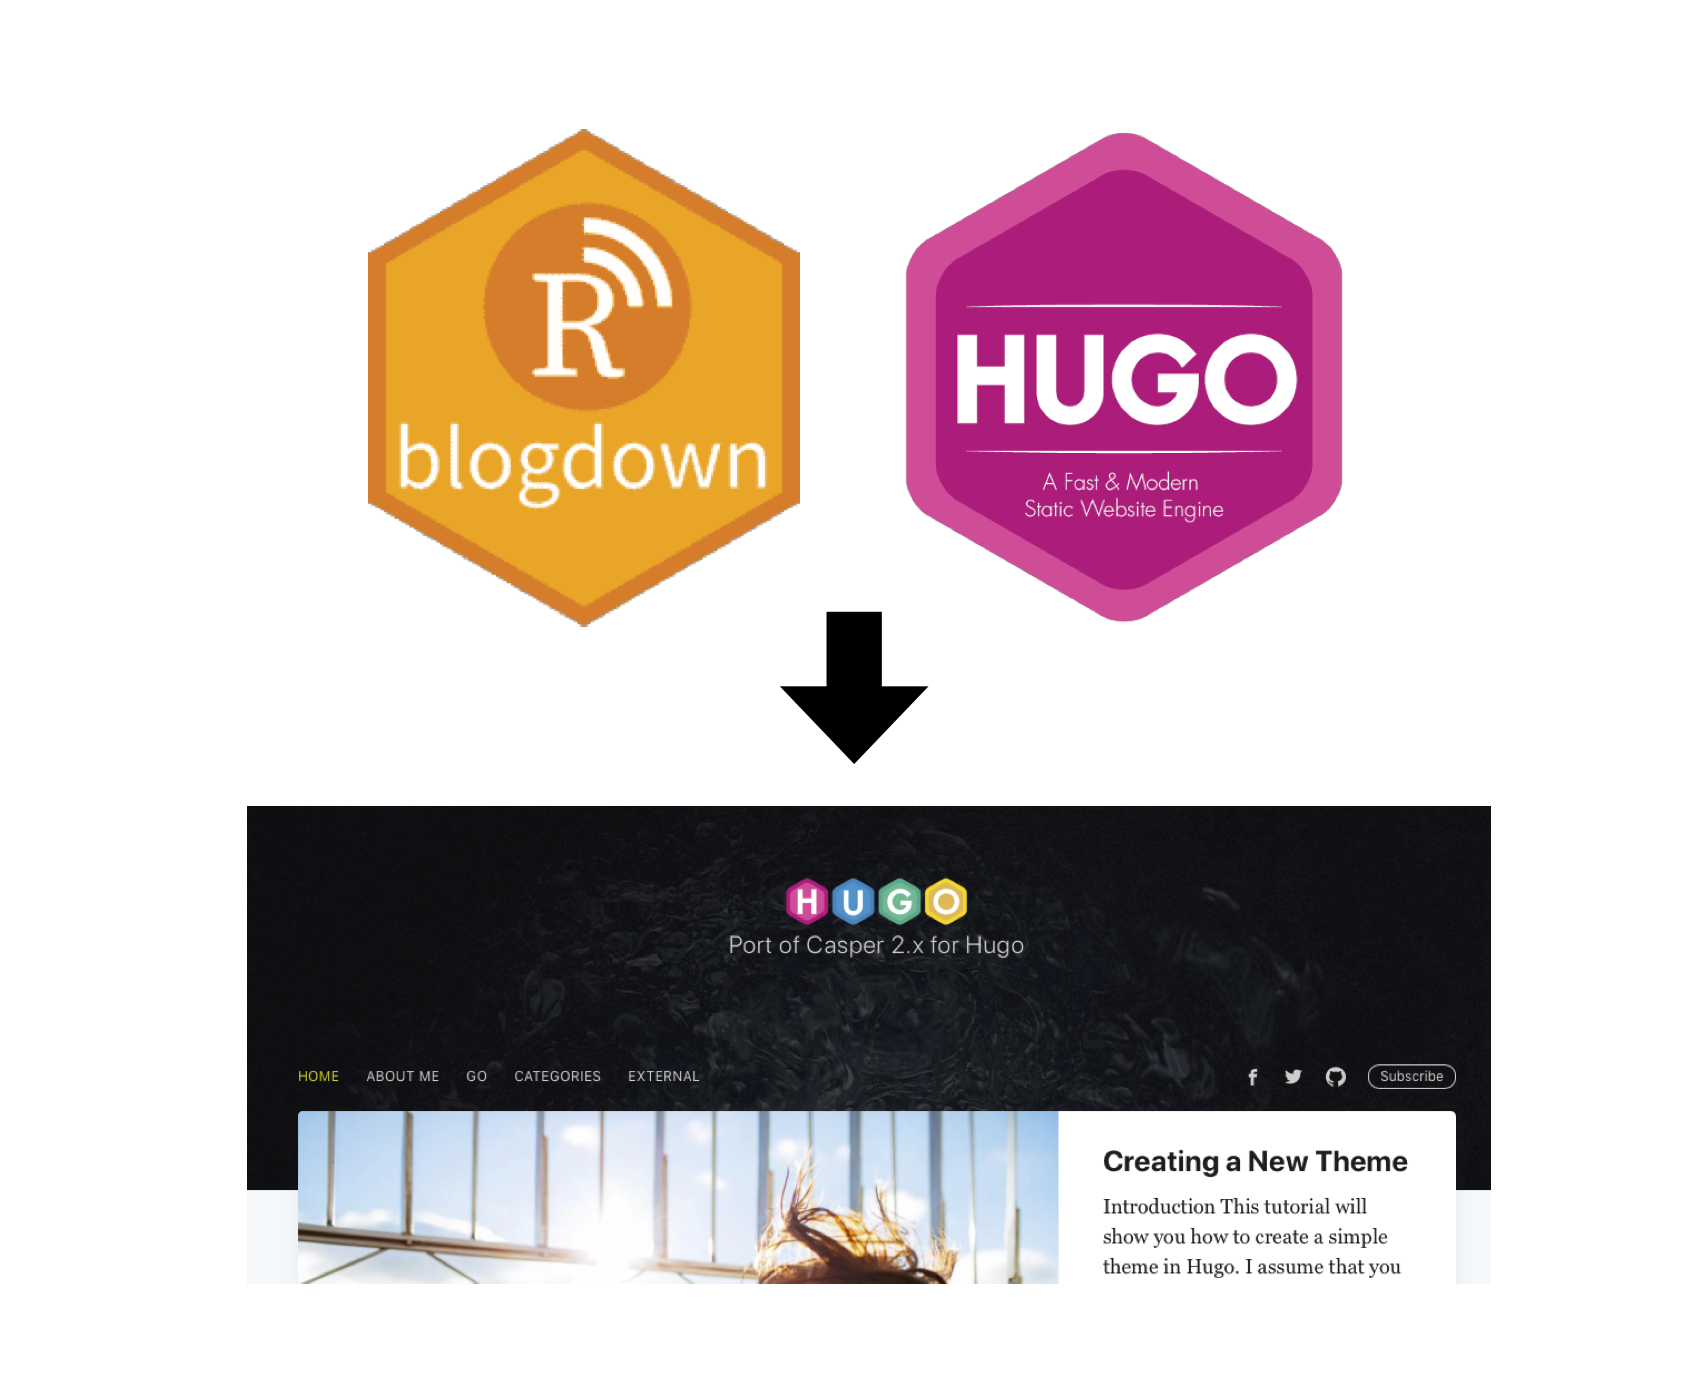 R
blogdown
HUGO
A Fast & Modern
Static Website Engine
HUGO
Port of Casper 2.x for Hugo
HOME ABOUT ME GO CATEGORIES EXTERNAL Subscribe
Creating a New Theme
Introduction This tutorial will
show you how to create a simple
theme in Hugo. I assume that you